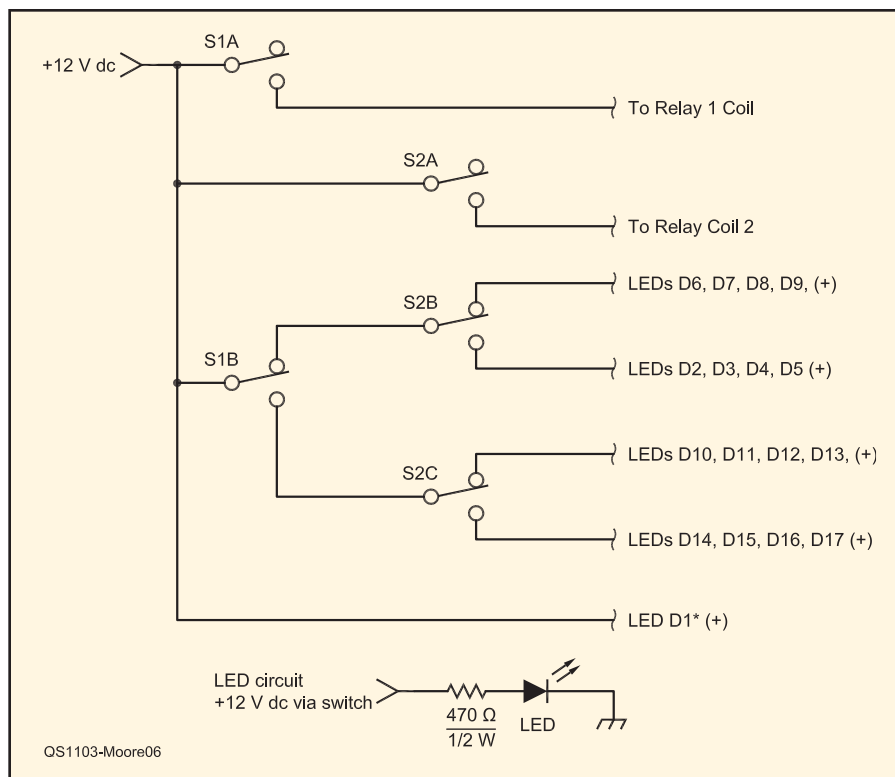 S1A
+12 V dc
To Relay 1 Coil
S2A
To Relay Coil 2
LEDs D6, D7, D8, D9, (+)
S2B
S1B
LEDs D2, D3, D4, D5 (+)
LEDs D10, D11, D12, D13, (+)
S2C
LEDs D14, D15, D16, D17 (+)
LED D1* (+)
LED circuit
+12 V dc via switch
470 Ω
1/2 W
LED
QS1103-Moore06